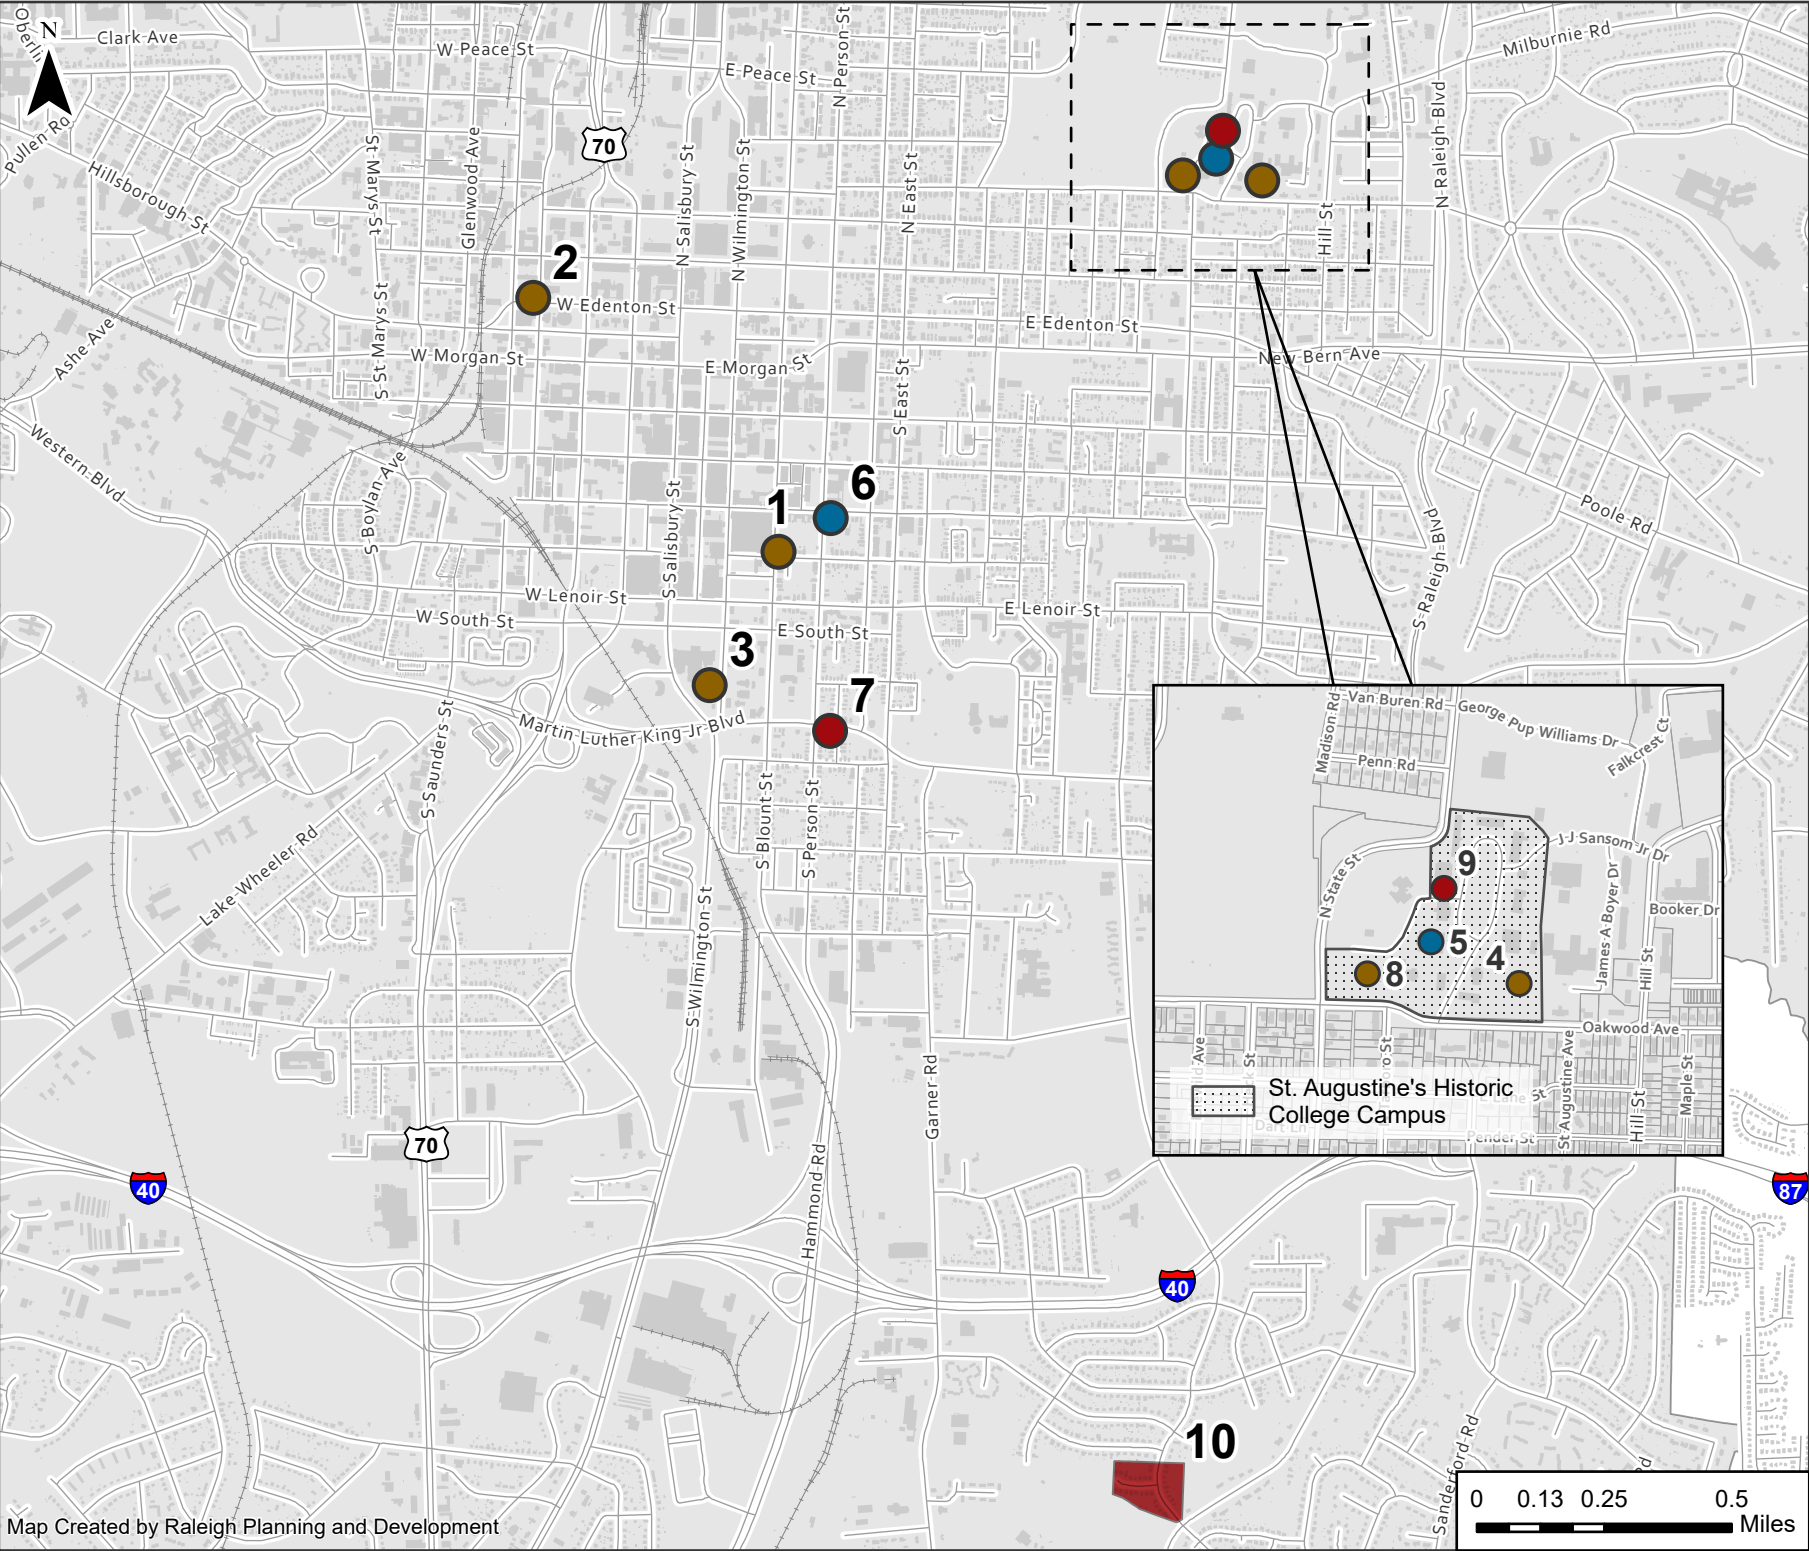 Oberlin
N
Clark Ave
W Peace St
E Peace St
N Person St
Milburnie Rd
Pullen Rd
Hillsborough St
St Marys St
Glenwood Ave
70
N Salisbury St
N Wilmington St
N East St
Hill St
N Raleigh Blvd
2
W Edenton St
E Edenton St
Ashe Ave
S St Marys St
W Morgan St
E Morgan St
New Bern Ave
S East St
Western Blvd
S Boylan Ave
S Salisbury St
1
6
Poole Rd
S Raleigh Blvd
W Lenoir St
E Lenoir St
W South St
E South St
3
7
Martin Luther King Jr Blvd
S Saunders St
S Blount St
S Person St
Lake Wheeler Rd
S Wilmington St
Garner Rd
Hammond Rd
Van Buren Rd
George Pup Williams Dr
Madison Rd
Penn Rd
Falkcrest Ct
J J Sansom Jr Dr
N State St
9
5
4
8
James A Boyer Dr
Booker Dr
Hill St
Oakwood Ave
St Augustine Ave
Maple St
Hill St
St. Augustine's Historic
College Campus
E Lane St
Dart Ln
Pender St
70
40
87
40
10
Sanderford Rd
0 0.13 0.25 0.5
Miles
Map Created by Raleigh Planning and Development